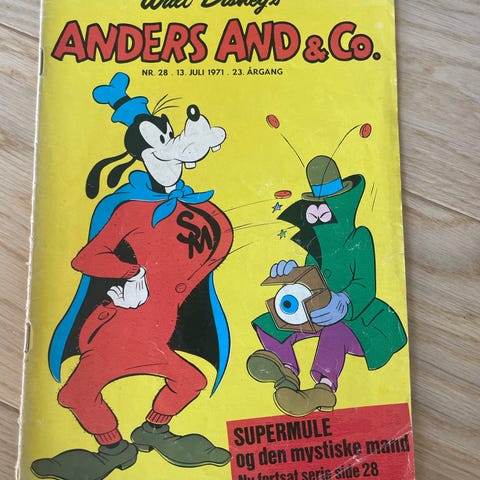 Walt Disney's
ANDERS AND & Co.
NR. 28 . 13. JULI 1971 . 23. ÅRGANG
SM
SUPERMULE
og den mystiske mand
Ny fortsat serie side 28